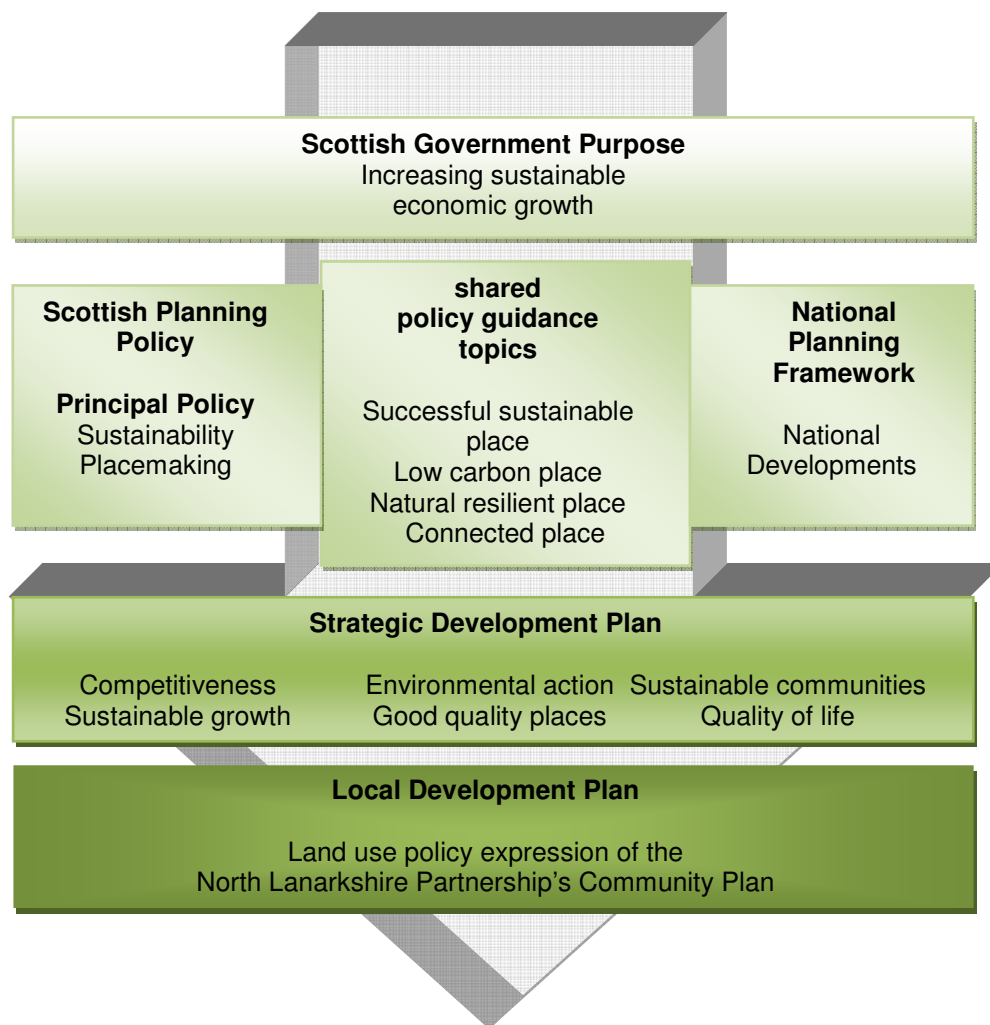 Scottish Government Purpose
Increasing sustainable
economic growth
Scottish Planning
Policy
Principal Policy
Sustainability
Placemaking
shared
policy guidance
topics
Successful sustainable
place
Low carbon place
Natural resilient place
Connected place
National
Planning
Framework
National
Developments
Strategic Development Plan
Competitiveness
Sustainable growth
Environmental action
Good quality places
Sustainable communities
Quality of life
Local Development Plan
Land use policy expression of the
North Lanarkshire Partnership's Community Plan